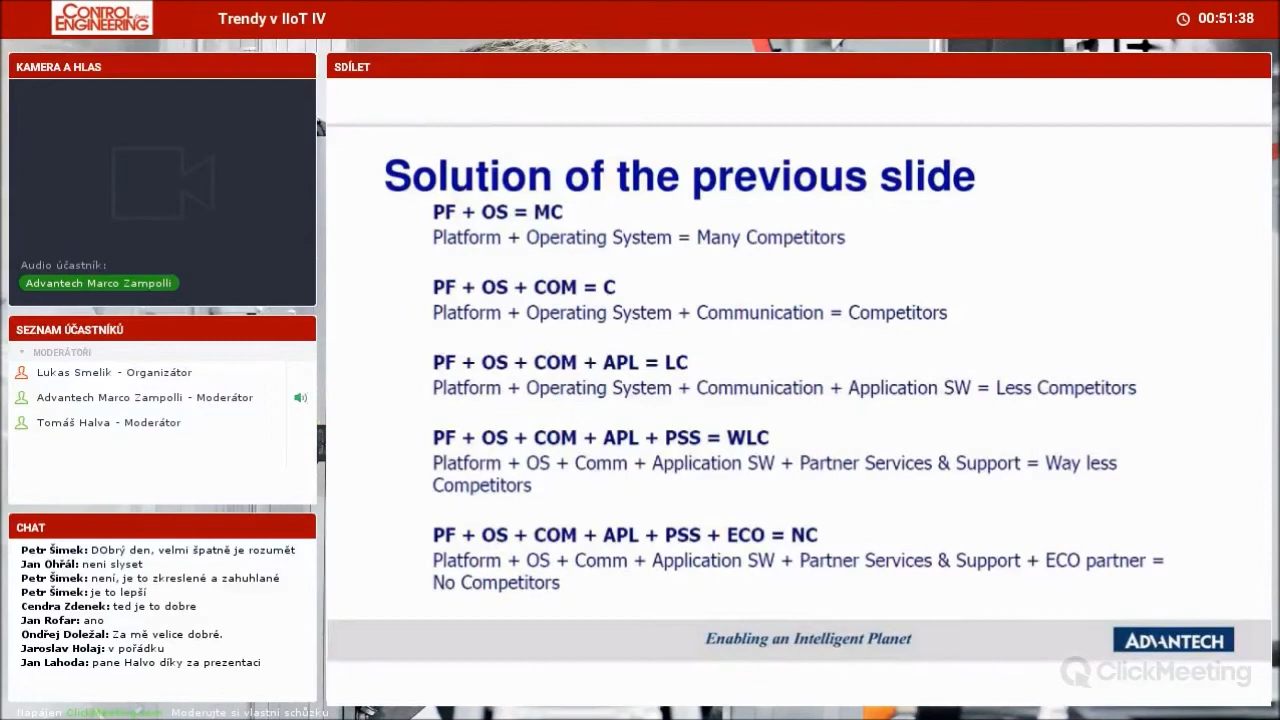 CONTROL
ENGINEERING
Trendy v IIoT IV
00:51:38
KAMERA A HLAS
Audio účastník:
Advantech Marco Zampolli
SEZNAM ÚČASTNÍKŮ
MODERÁTOŘI
Lukas Smelik - Organizátor
Advantech Marco Zampolli - Moderátor
Tomáš Halva - Moderátor
CHAT
Petr Šimek: DObrý den, velmi špatně je rozumět
Jan Ohřál: neni slyset
Petr Šimek: není, je to zkreslené a zahuhlané
Petr Šimek: je to lepší
Cendra Zdenek: ted je to dobre
Jan Rofar: ano
Ondřej Doležal: Za mě velice dobré.
Jaroslav Holaj: v pořádku
Jan Lahoda: pane Halvo díky za prezentaci
Napájen ClickMeeting.com Moderujte si vlastní schůzku
SDÍLET
Solution of the previous slide
PF + OS = MC
Platform + Operating System = Many Competitors
PF + OS + COM = C
Platform + Operating System + Communication = Competitors
PF + OS + COM + APL = LC
Platform + Operating System + Communication + Application SW = Less Competitors
PF + OS + COM + APL + PSS = WLC
Platform + OS + Comm + Application SW + Partner Services & Support = Way less
Competitors
PF + OS + COM + APL + PSS + ECO = NC
Platform + OS + Comm + Application SW + Partner Services & Support + ECO partner =
No Competitors
Enabling an Intelligent Planet
ADVANTECH
ClickMeeting